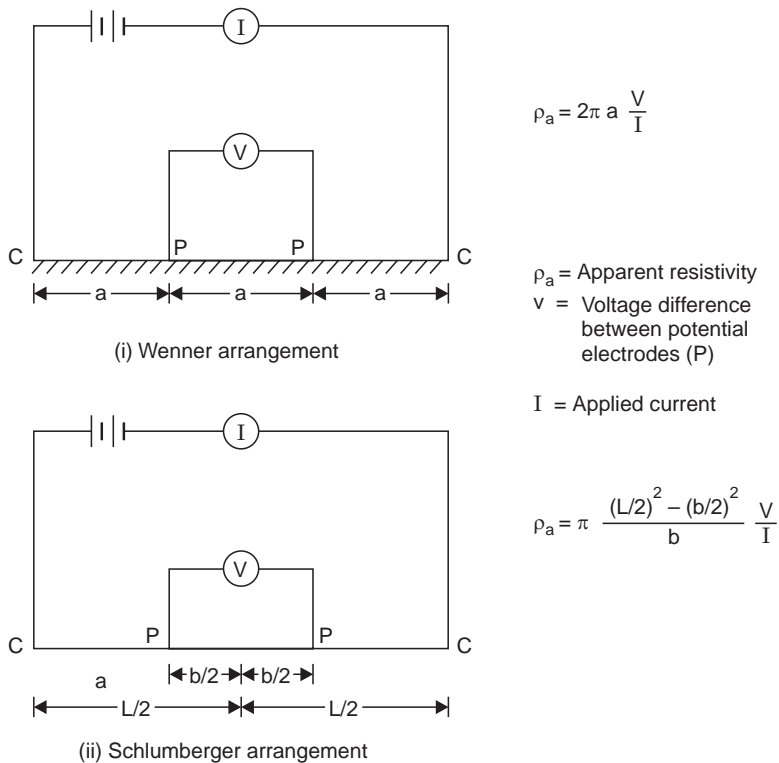 I
V
P P
C C
a a a
(i) Wenner arrangement
ρa = 2π a V/I
ρa = Apparent resistivity
v = Voltage difference
between potential
electrodes (P)
I = Applied current
I
V
P P
C C
a b/2 b/2
L/2 L/2
(ii) Schlumberger arrangement
ρa = π (L/2)² – (b/2)² / b V/I